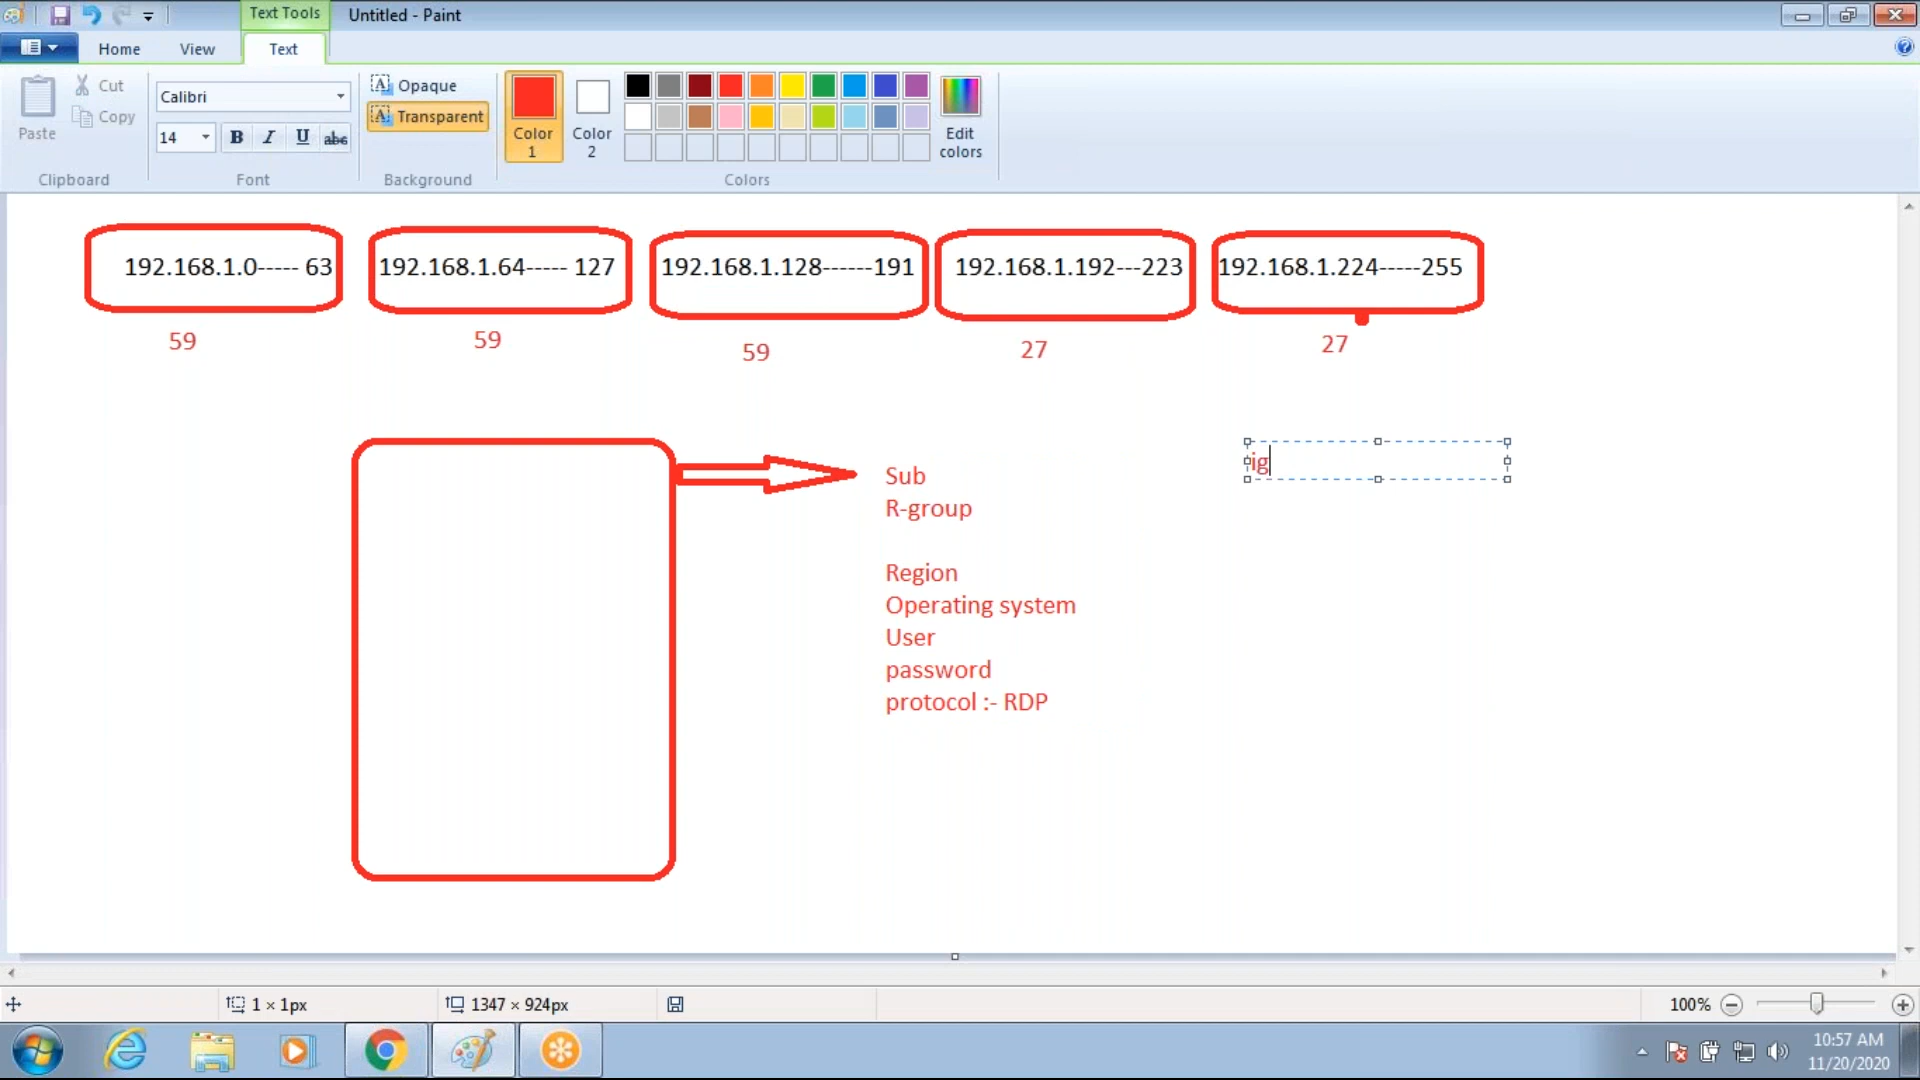 Text Tools
Untitled - Paint
Home
View
Text
Paste
Cut
Copy
Clipboard
Calibri
14
B
I
U
abc
Font
Opaque
Transparent
Background
Color
1
Color
2
Edit
colors
Colors
192.168.1.0----- 63
192.168.1.64----- 127
192.168.1.128------191
192.168.1.192---223
192.168.1.224-----255
59
59
59
27
27
ig
Sub
R-group
Region
Operating system
User
password
protocol :- RDP
1 × 1px
1347 × 924px
100%
10:57 AM
11/20/2020